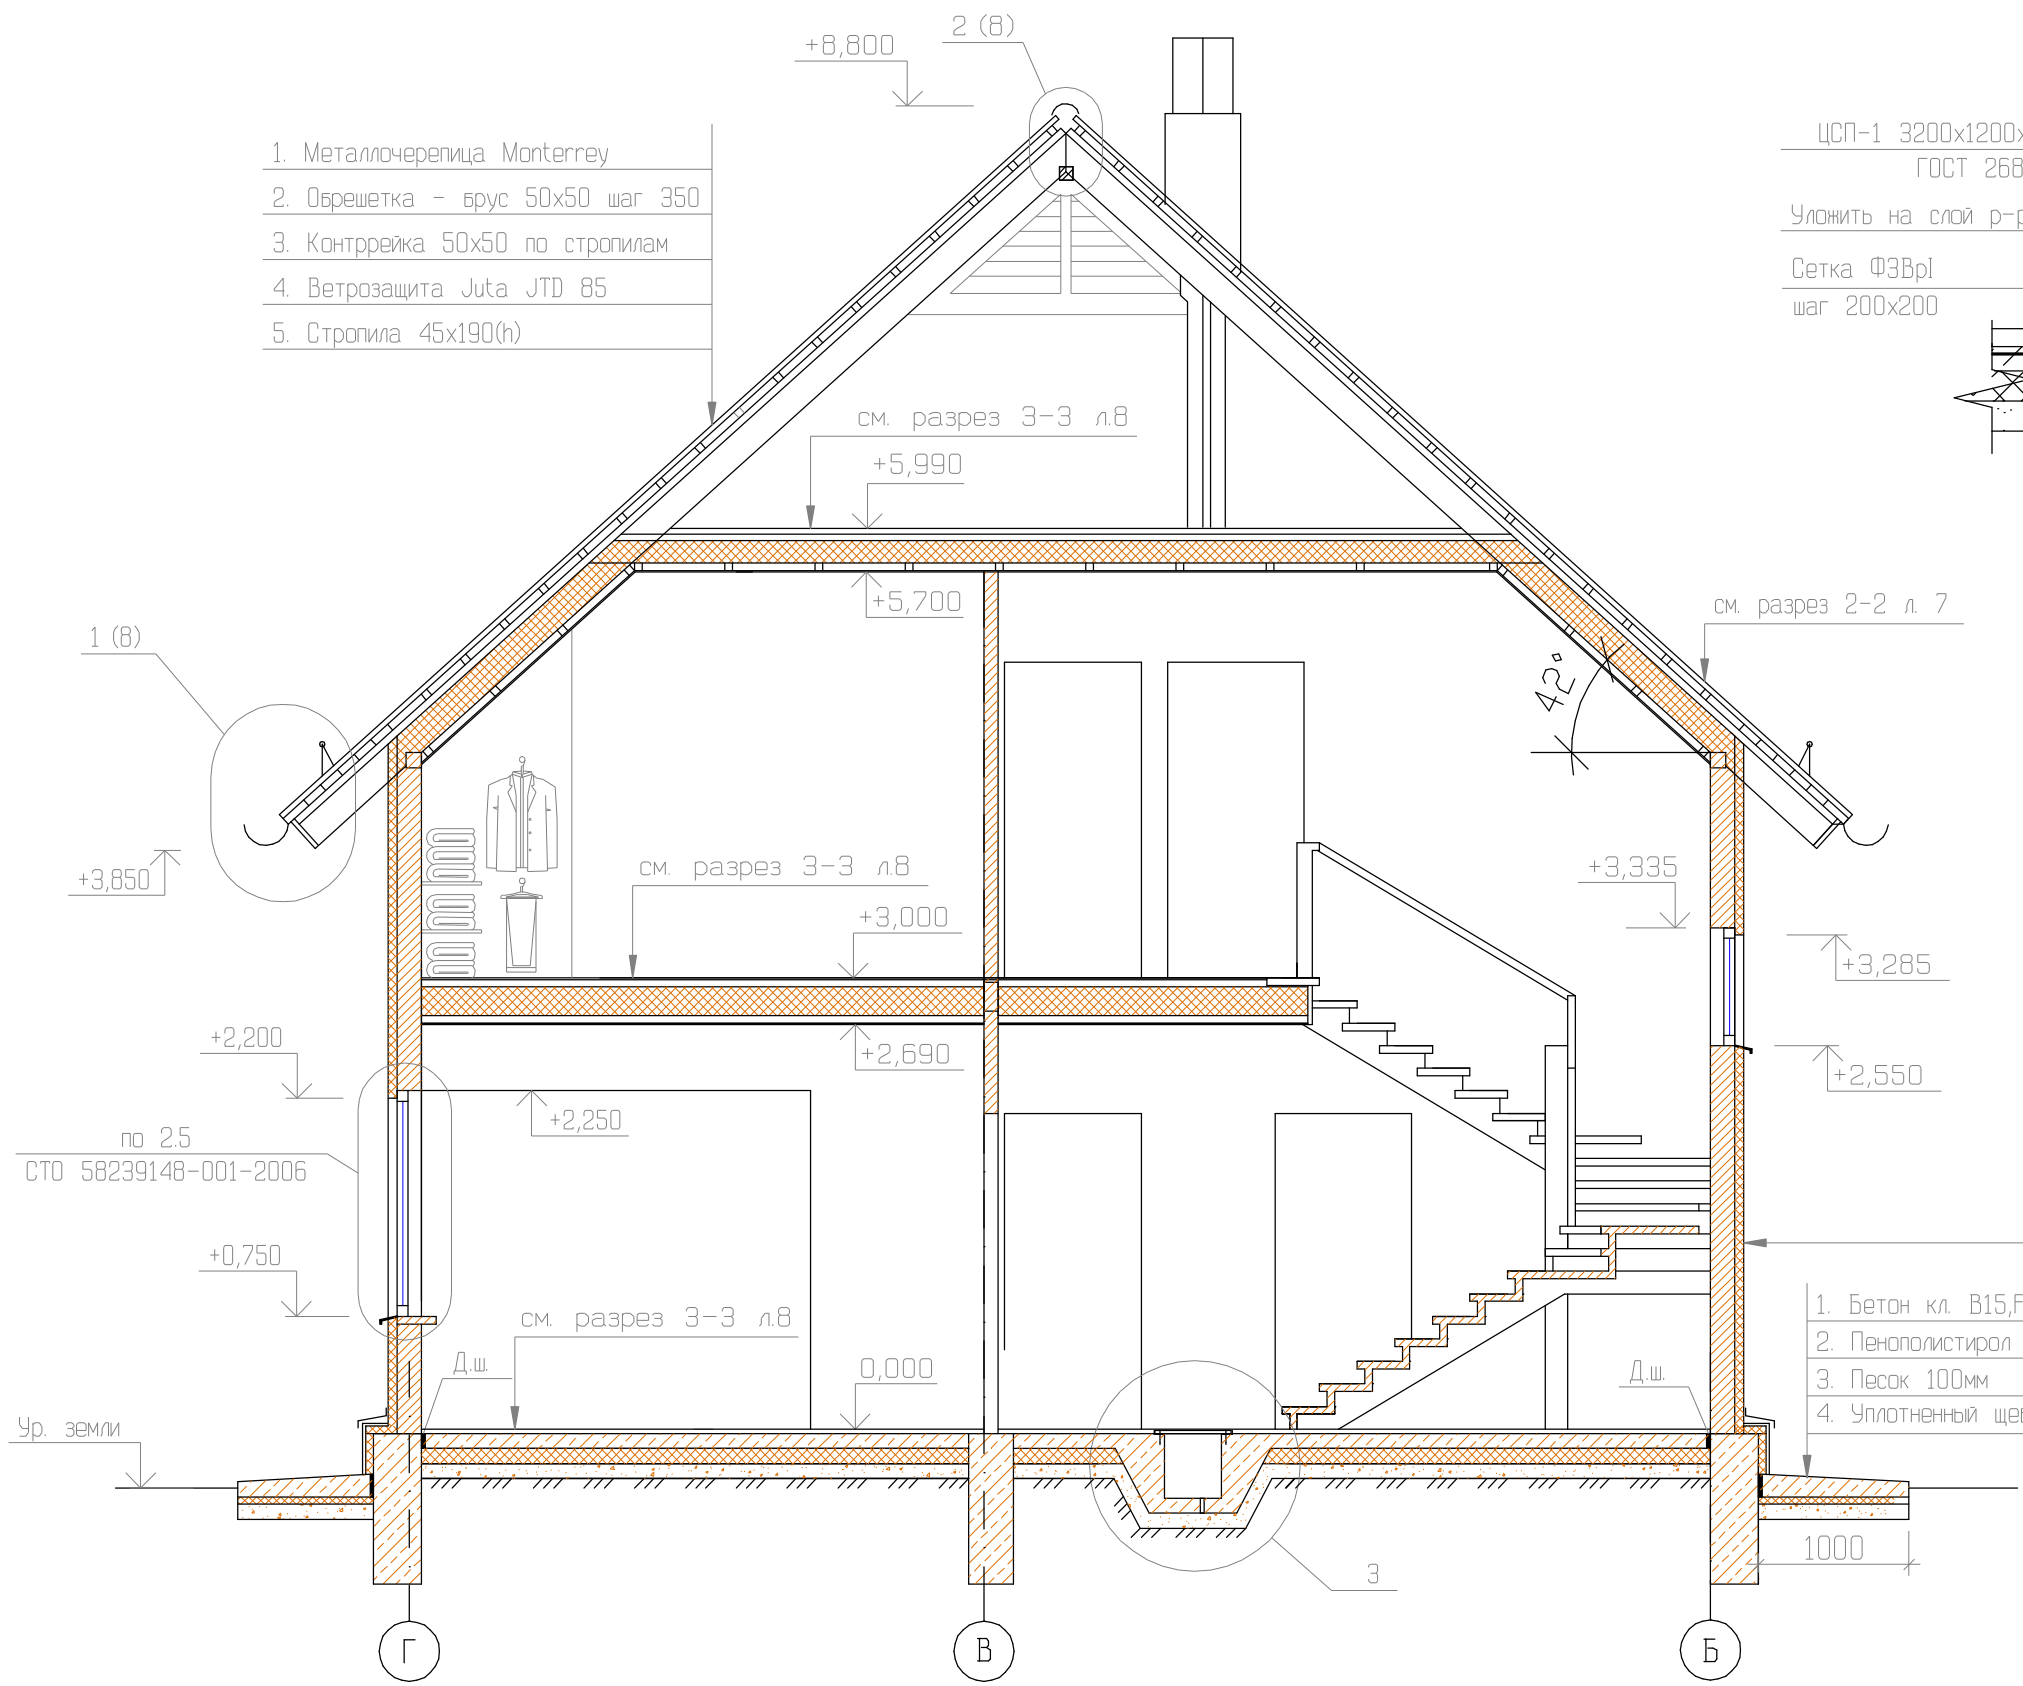 2 (8)
+8,800
1. Металлочерепица Monterrey
2. Обрешетка - брус 50х50 шаг 350
3. Контррейка 50х50 по стропилам
4. Ветрозащита Juta JTD 85
5. Стропила 45х190(h)
ЦСП-1 3200х1200х
ГОСТ 268
Уложить на слой р-р
Сетка Ф3ВрI
шаг 200х200
см. разрез 3-3 л.8
+5,990
+5,700
см. разрез 2-2 л. 7
1 (8)
42°
+3,850
см. разрез 3-3 л.8
+3,335
+3,000
+3,285
+2,200
+2,690
+2,550
+2,250
по 2.5
СТО 58239148-001-2006
+0,750
см. разрез 3-3 л.8
1. Бетон кл. В15,F
2. Пенополистирол
3. Песок 100мм
4. Уплотненный щеб
Д.ш.
0,000
Д.ш.
Ур. земли
1000
3
Г
В
Б